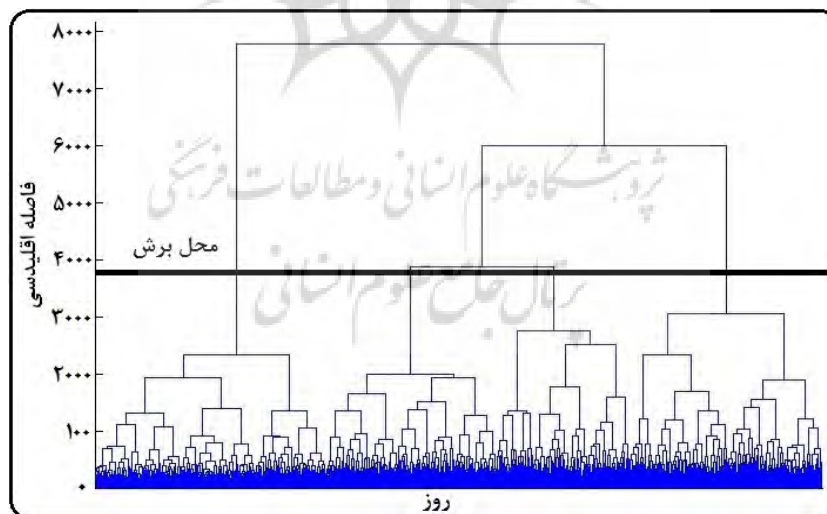 ۸۰۰۰
۷۰۰۰
۶۰۰۰
۵۰۰۰
۴۰۰۰
۳۰۰۰
۲۰۰۰
۱۰۰
۰
فاصله اقلیدسی
محل برش
روز
پژوهشگاه علوم انسانی و مطالعات فرهنگی
پرتال جامع علوم انسانی